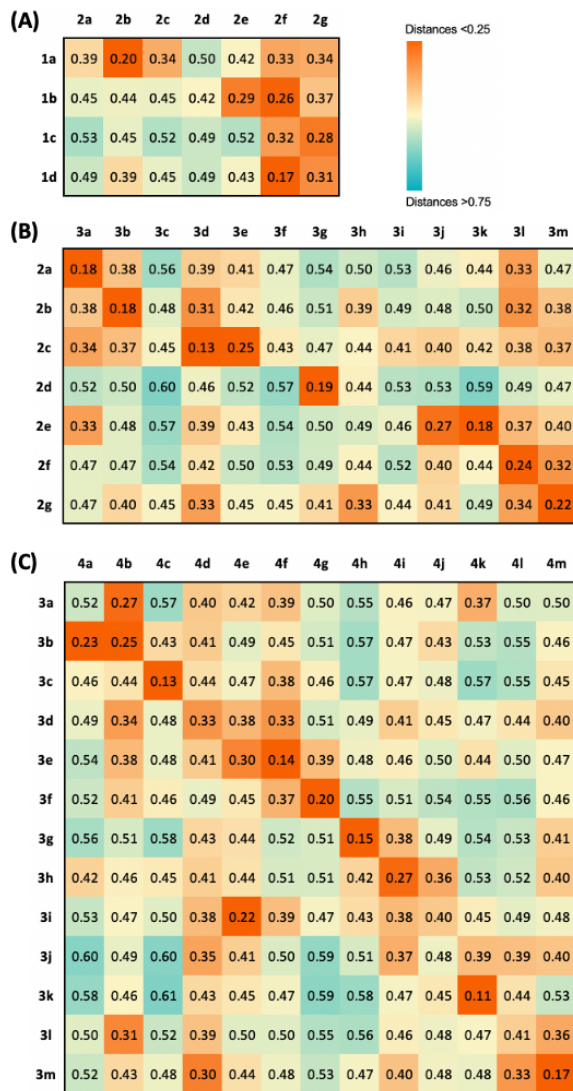 (A)
2a 2b 2c 2d 2e 2f 2g
1a 0.39 0.20 0.34 0.50 0.42 0.33 0.34
1b 0.45 0.44 0.45 0.42 0.29 0.26 0.37
1c 0.53 0.45 0.52 0.49 0.52 0.32 0.28
1d 0.49 0.39 0.45 0.49 0.43 0.17 0.31
Distances <0.25
Distances >0.75
(B)
3a 3b 3c 3d 3e 3f 3g 3h 3i 3j 3k 3l 3m
2a 0.18 0.38 0.56 0.39 0.41 0.47 0.54 0.50 0.53 0.46 0.44 0.33 0.47
2b 0.38 0.18 0.48 0.31 0.42 0.46 0.51 0.39 0.49 0.48 0.50 0.32 0.38
2c 0.34 0.37 0.45 0.13 0.25 0.43 0.47 0.44 0.41 0.40 0.42 0.38 0.37
2d 0.52 0.50 0.60 0.46 0.52 0.57 0.19 0.44 0.53 0.53 0.59 0.49 0.47
2e 0.33 0.48 0.57 0.39 0.43 0.54 0.50 0.49 0.46 0.27 0.18 0.37 0.40
2f 0.47 0.47 0.54 0.42 0.50 0.53 0.49 0.44 0.52 0.40 0.44 0.24 0.32
2g 0.47 0.40 0.45 0.33 0.45 0.45 0.41 0.33 0.44 0.41 0.49 0.34 0.22
(C)
4a 4b 4c 4d 4e 4f 4g 4h 4i 4j 4k 4l 4m
3a 0.52 0.27 0.57 0.40 0.42 0.39 0.50 0.55 0.46 0.47 0.37 0.50 0.50
3b 0.23 0.25 0.43 0.41 0.49 0.45 0.51 0.57 0.47 0.43 0.53 0.55 0.46
3c 0.46 0.44 0.13 0.44 0.47 0.38 0.46 0.57 0.47 0.48 0.57 0.55 0.45
3d 0.49 0.34 0.48 0.33 0.38 0.33 0.51 0.49 0.41 0.45 0.47 0.44 0.40
3e 0.54 0.38 0.48 0.41 0.30 0.14 0.39 0.48 0.46 0.50 0.44 0.50 0.47
3f 0.52 0.41 0.46 0.49 0.45 0.37 0.20 0.55 0.51 0.54 0.55 0.56 0.46
3g 0.56 0.51 0.58 0.43 0.44 0.52 0.51 0.15 0.38 0.49 0.54 0.53 0.41
3h 0.42 0.46 0.45 0.41 0.44 0.51 0.51 0.42 0.27 0.36 0.53 0.52 0.40
3i 0.53 0.47 0.50 0.38 0.22 0.39 0.47 0.43 0.38 0.40 0.45 0.49 0.48
3j 0.60 0.49 0.60 0.35 0.41 0.50 0.59 0.51 0.37 0.48 0.39 0.39 0.40
3k 0.58 0.46 0.61 0.43 0.45 0.47 0.59 0.58 0.47 0.45 0.11 0.44 0.53
3l 0.50 0.31 0.52 0.39 0.50 0.50 0.55 0.56 0.46 0.48 0.47 0.41 0.36
3m 0.52 0.43 0.48 0.30 0.44 0.48 0.53 0.47 0.40 0.48 0.48 0.33 0.17